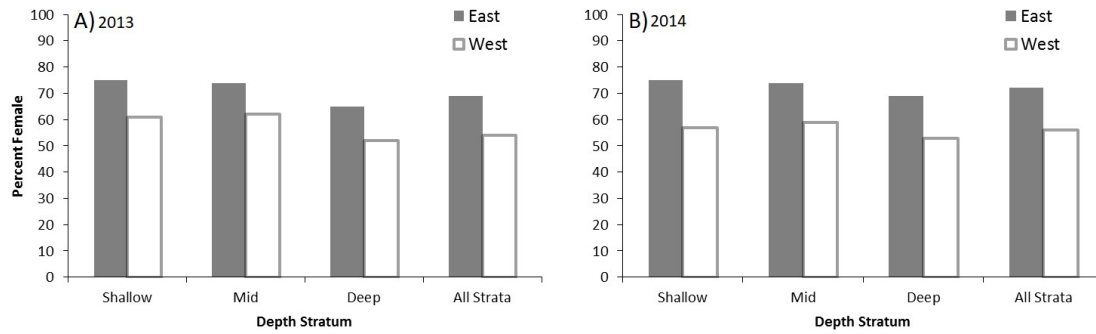 A) 2013
East
West
100
90
80
70
60
50
40
30
20
10
0
Percent Female
Shallow Mid Deep All Strata
Depth Stratum
B) 2014
East
West
100
90
80
70
60
50
40
30
20
10
0
Shallow Mid Deep All Strata
Depth Stratum